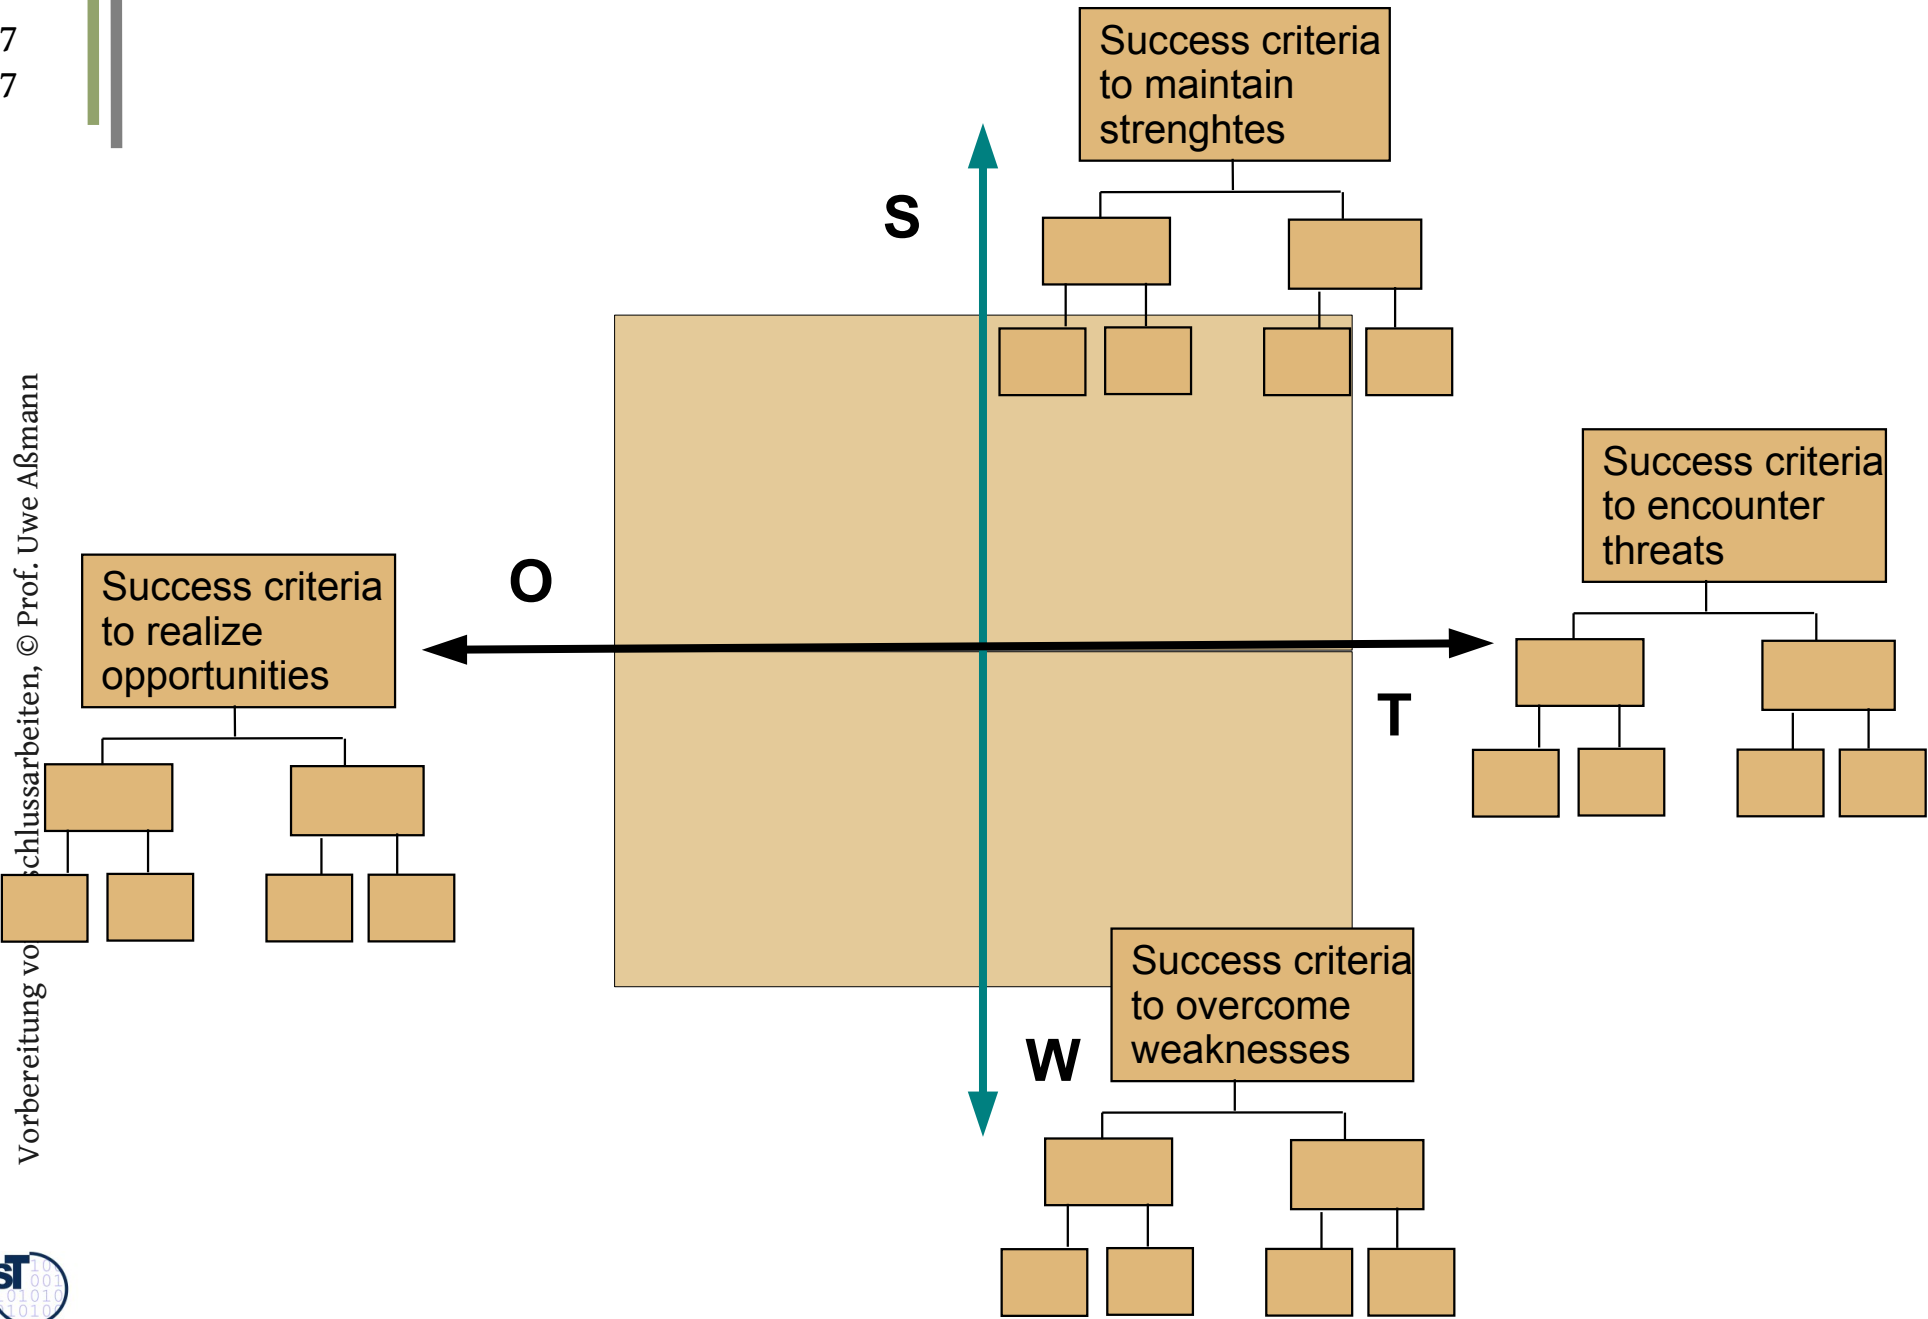 7
7
Success criteria
to maintain
strenghtes
S
Success criteria
to encounter
threats
O
Success criteria
to realize
opportunities
T
Success criteria
to overcome
weaknesses
W
Vorbereitung vo schlussarbeiten, © Prof. Uwe Aßmann
sT